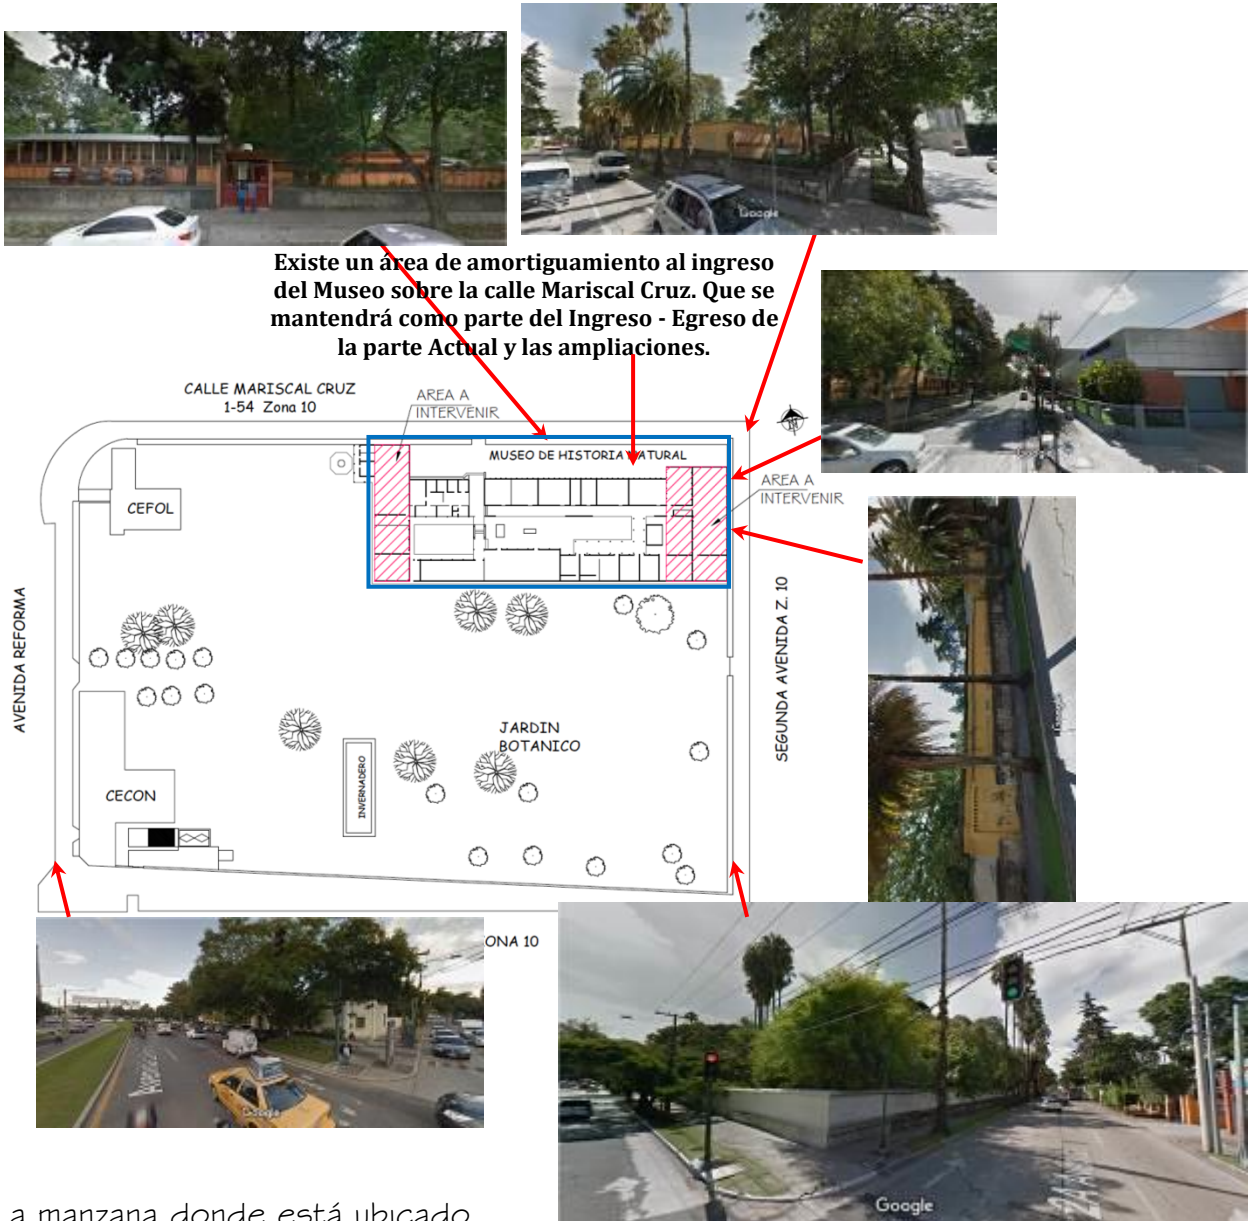 Google
Existe un área de amortiguamiento al ingreso
del Museo sobre la calle Mariscal Cruz. Que se
mantendrá como parte del Ingreso - Egreso de
la parte Actual y las ampliaciones.
CALLE MARISCAL CRUZ
1-54 Zona 10
AREA A
INTERVENIR
MUSEO DE HISTORIA NATURAL
AREA A
INTERVENIR
CEFOL
AVENIDA REFORMA
SEGUNDA AVENIDA Z. 10
JARDIN
BOTANICO
INVERNADERO
CECON
ONA 10
Google
Google
a manzana donde está ubicado